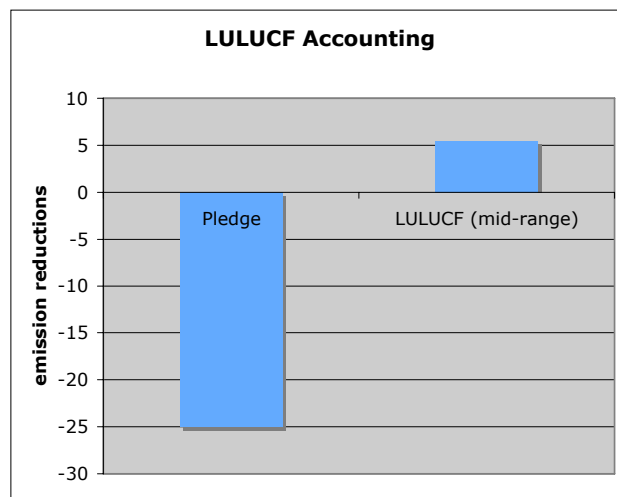 LULUCF Accounting
10
5
0
-5
-10
-15
-20
-25
-30
emission reductions
Pledge
LULUCF (mid-range)